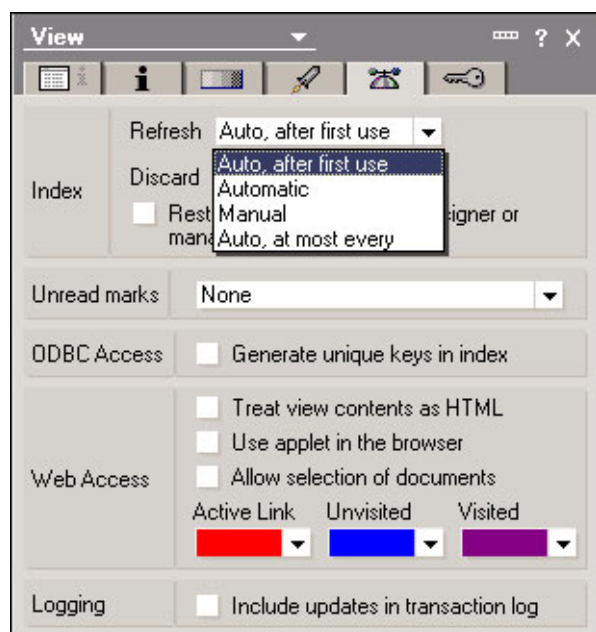 View
? X
i i
Refresh Auto, after first use
Auto, after first use
Index Discard Automatic
Rest Manual igner or
mana Auto, at most every
Unread marks None
ODBC Access Generate unique keys in index
Treat view contents as HTML
Use applet in the browser
Web Access Allow selection of documents
Active Link Unvisited Visited
Logging Include updates in transaction log